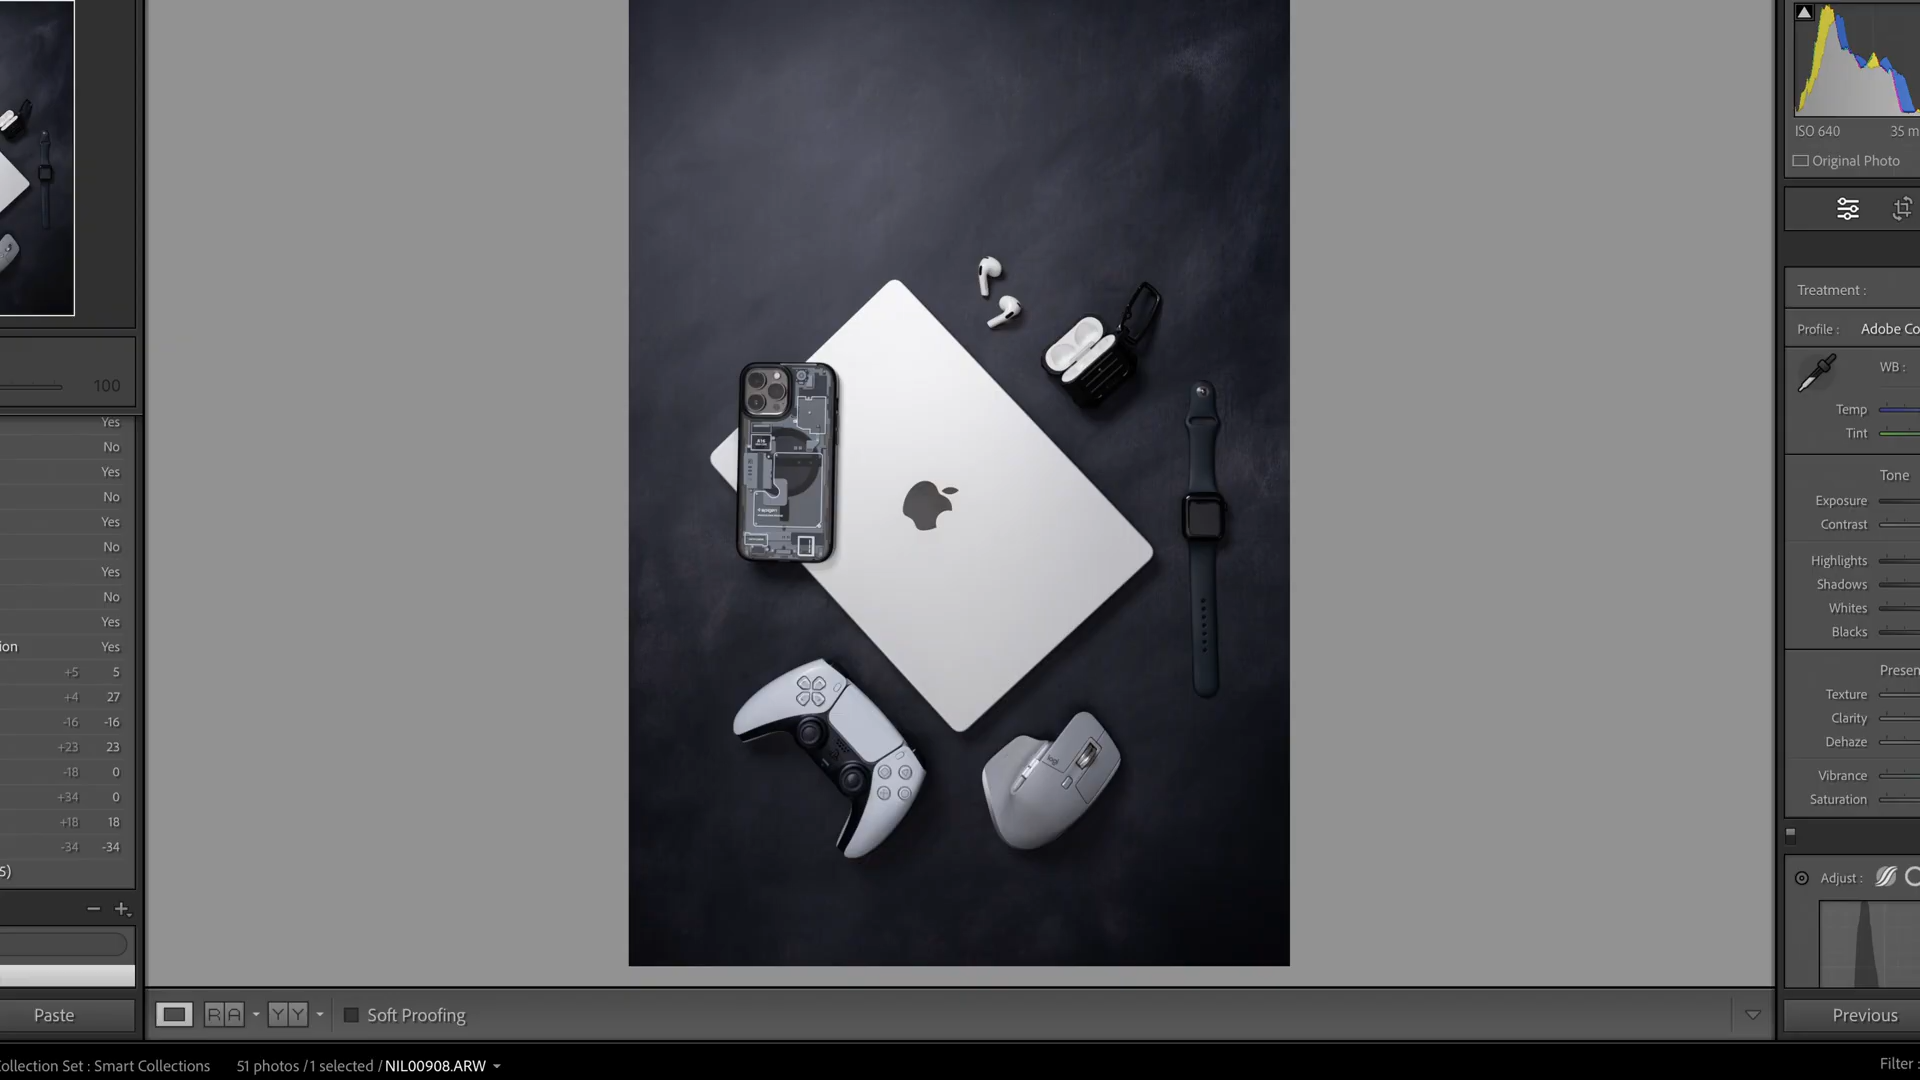 ISO 640 35 m
Original Photo
Treatment :
Profile : Adobe Co
WB :
Temp
Tint
Tone
Exposure
Contrast
Highlights
Shadows
Whites
Blacks
Presen
Texture
Clarity
Dehaze
Vibrance
Saturation
Adjust :
Previous
Filter :
100
Yes
No
Yes
No
Yes
No
Yes
No
Yes
ion Yes
+5 5
+4 27
-16 -16
+23 23
-18 0
+34 0
+18 18
-34 -34
S)
Paste
R A
Y Y
Soft Proofing
ollection Set : Smart Collections 51 photos / 1 selected / NIL00908.ARW
logi